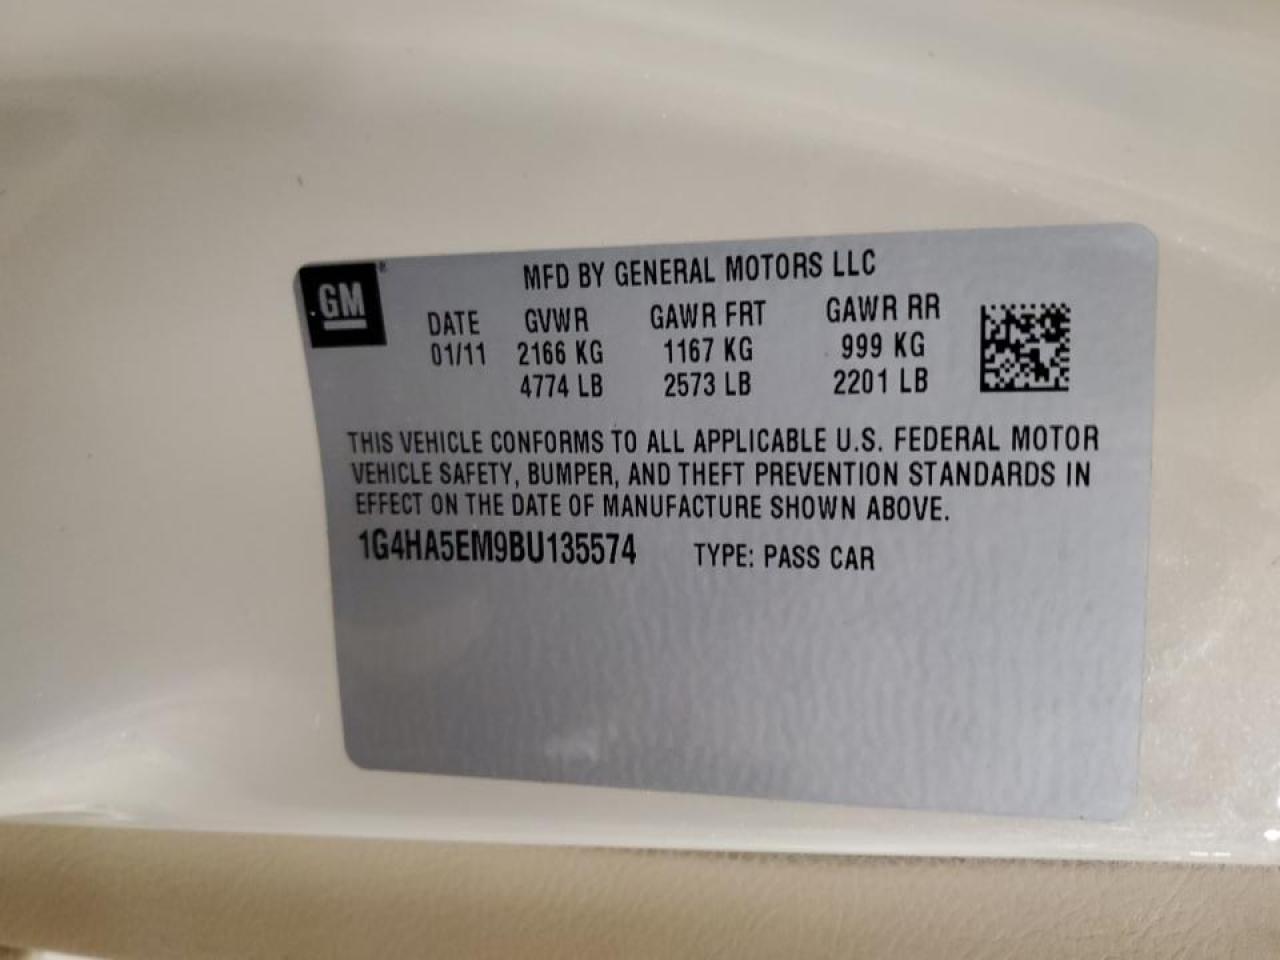 GM®
MFD BY GENERAL MOTORS LLC
DATE GVWR GAWR FRT GAWR RR
01/11 2166 KG 1167 KG 999 KG
4774 LB 2573 LB 2201 LB
THIS VEHICLE CONFORMS TO ALL APPLICABLE U.S. FEDERAL MOTOR
VEHICLE SAFETY, BUMPER, AND THEFT PREVENTION STANDARDS IN
EFFECT ON THE DATE OF MANUFACTURE SHOWN ABOVE.
1G4HA5EM9BU135574 TYPE: PASS CAR